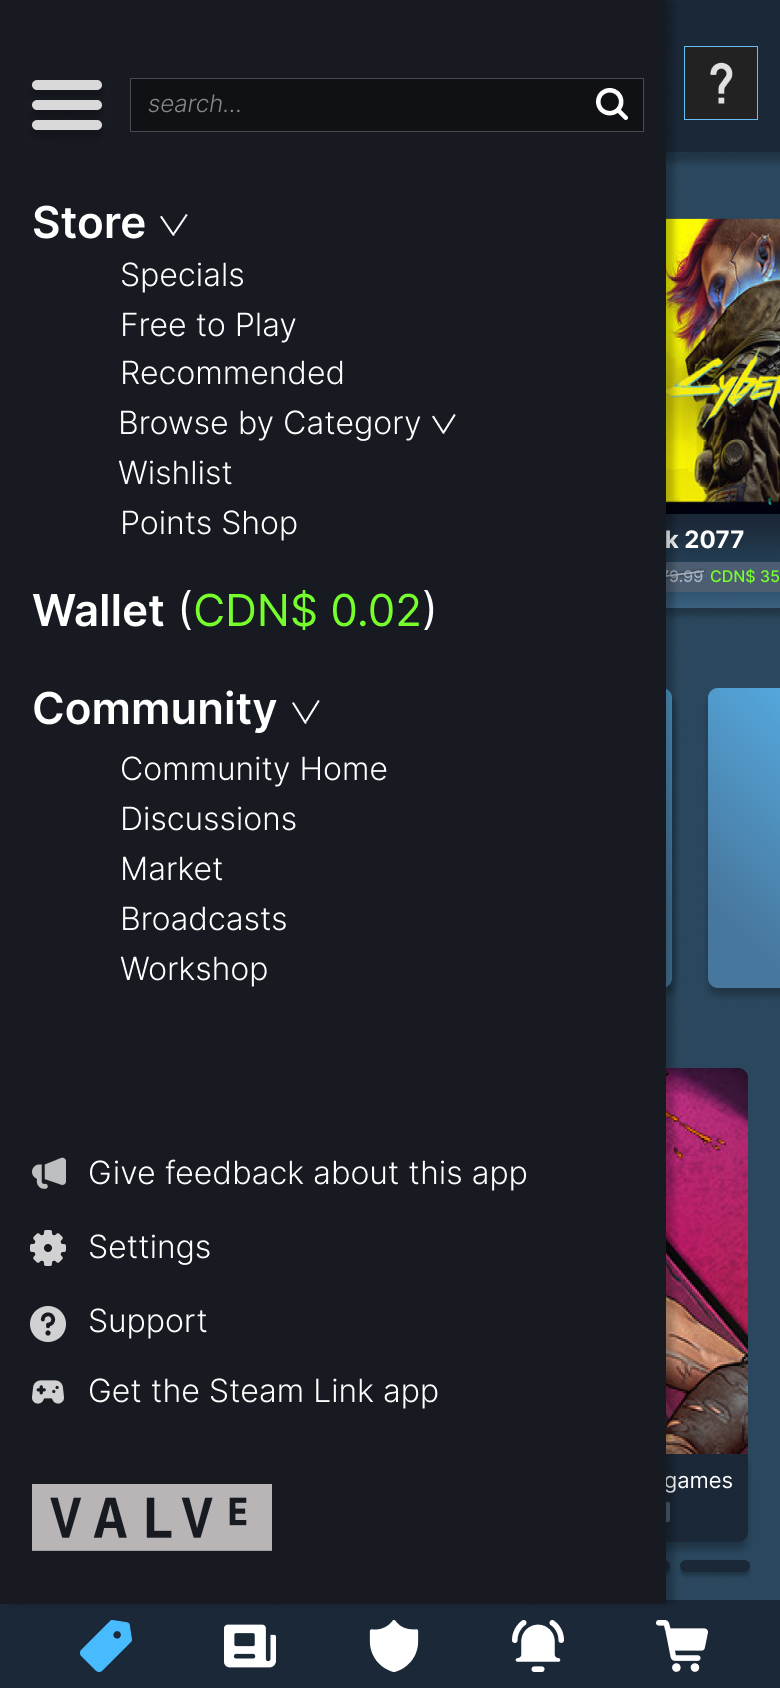 search...
?
Store
Specials
Free to Play
Recommended
Browse by Category
Wishlist
Points Shop
k 2077
9.99 CDN$ 35
Wallet (CDN$ 0.02)
Community
Community Home
Discussions
Market
Broadcasts
Workshop
Give feedback about this app
Settings
Support
Get the Steam Link app
games
VALVE